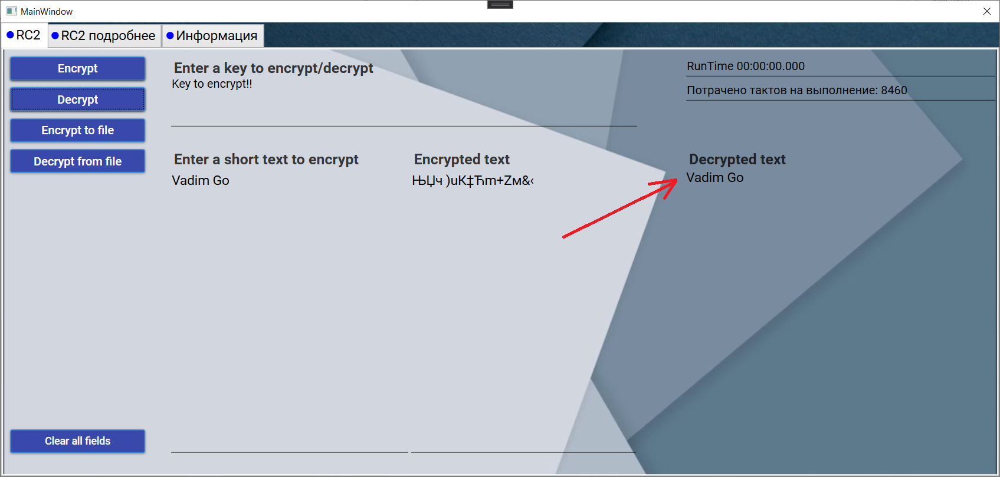 MainWindow
RC2
RC2 подробнее
Информация
Encrypt
Decrypt
Encrypt to file
Decrypt from file
Clear all fields
Enter a key to encrypt/decrypt
Key to encrypt!!
RunTime 00:00:00.000
Потрачено тактов на выполнение: 8460
Enter a short text to encrypt
Vadim Go
Encrypted text
ЊЏч )uK‡Ћm+Zм&‹
Decrypted text
Vadim Go